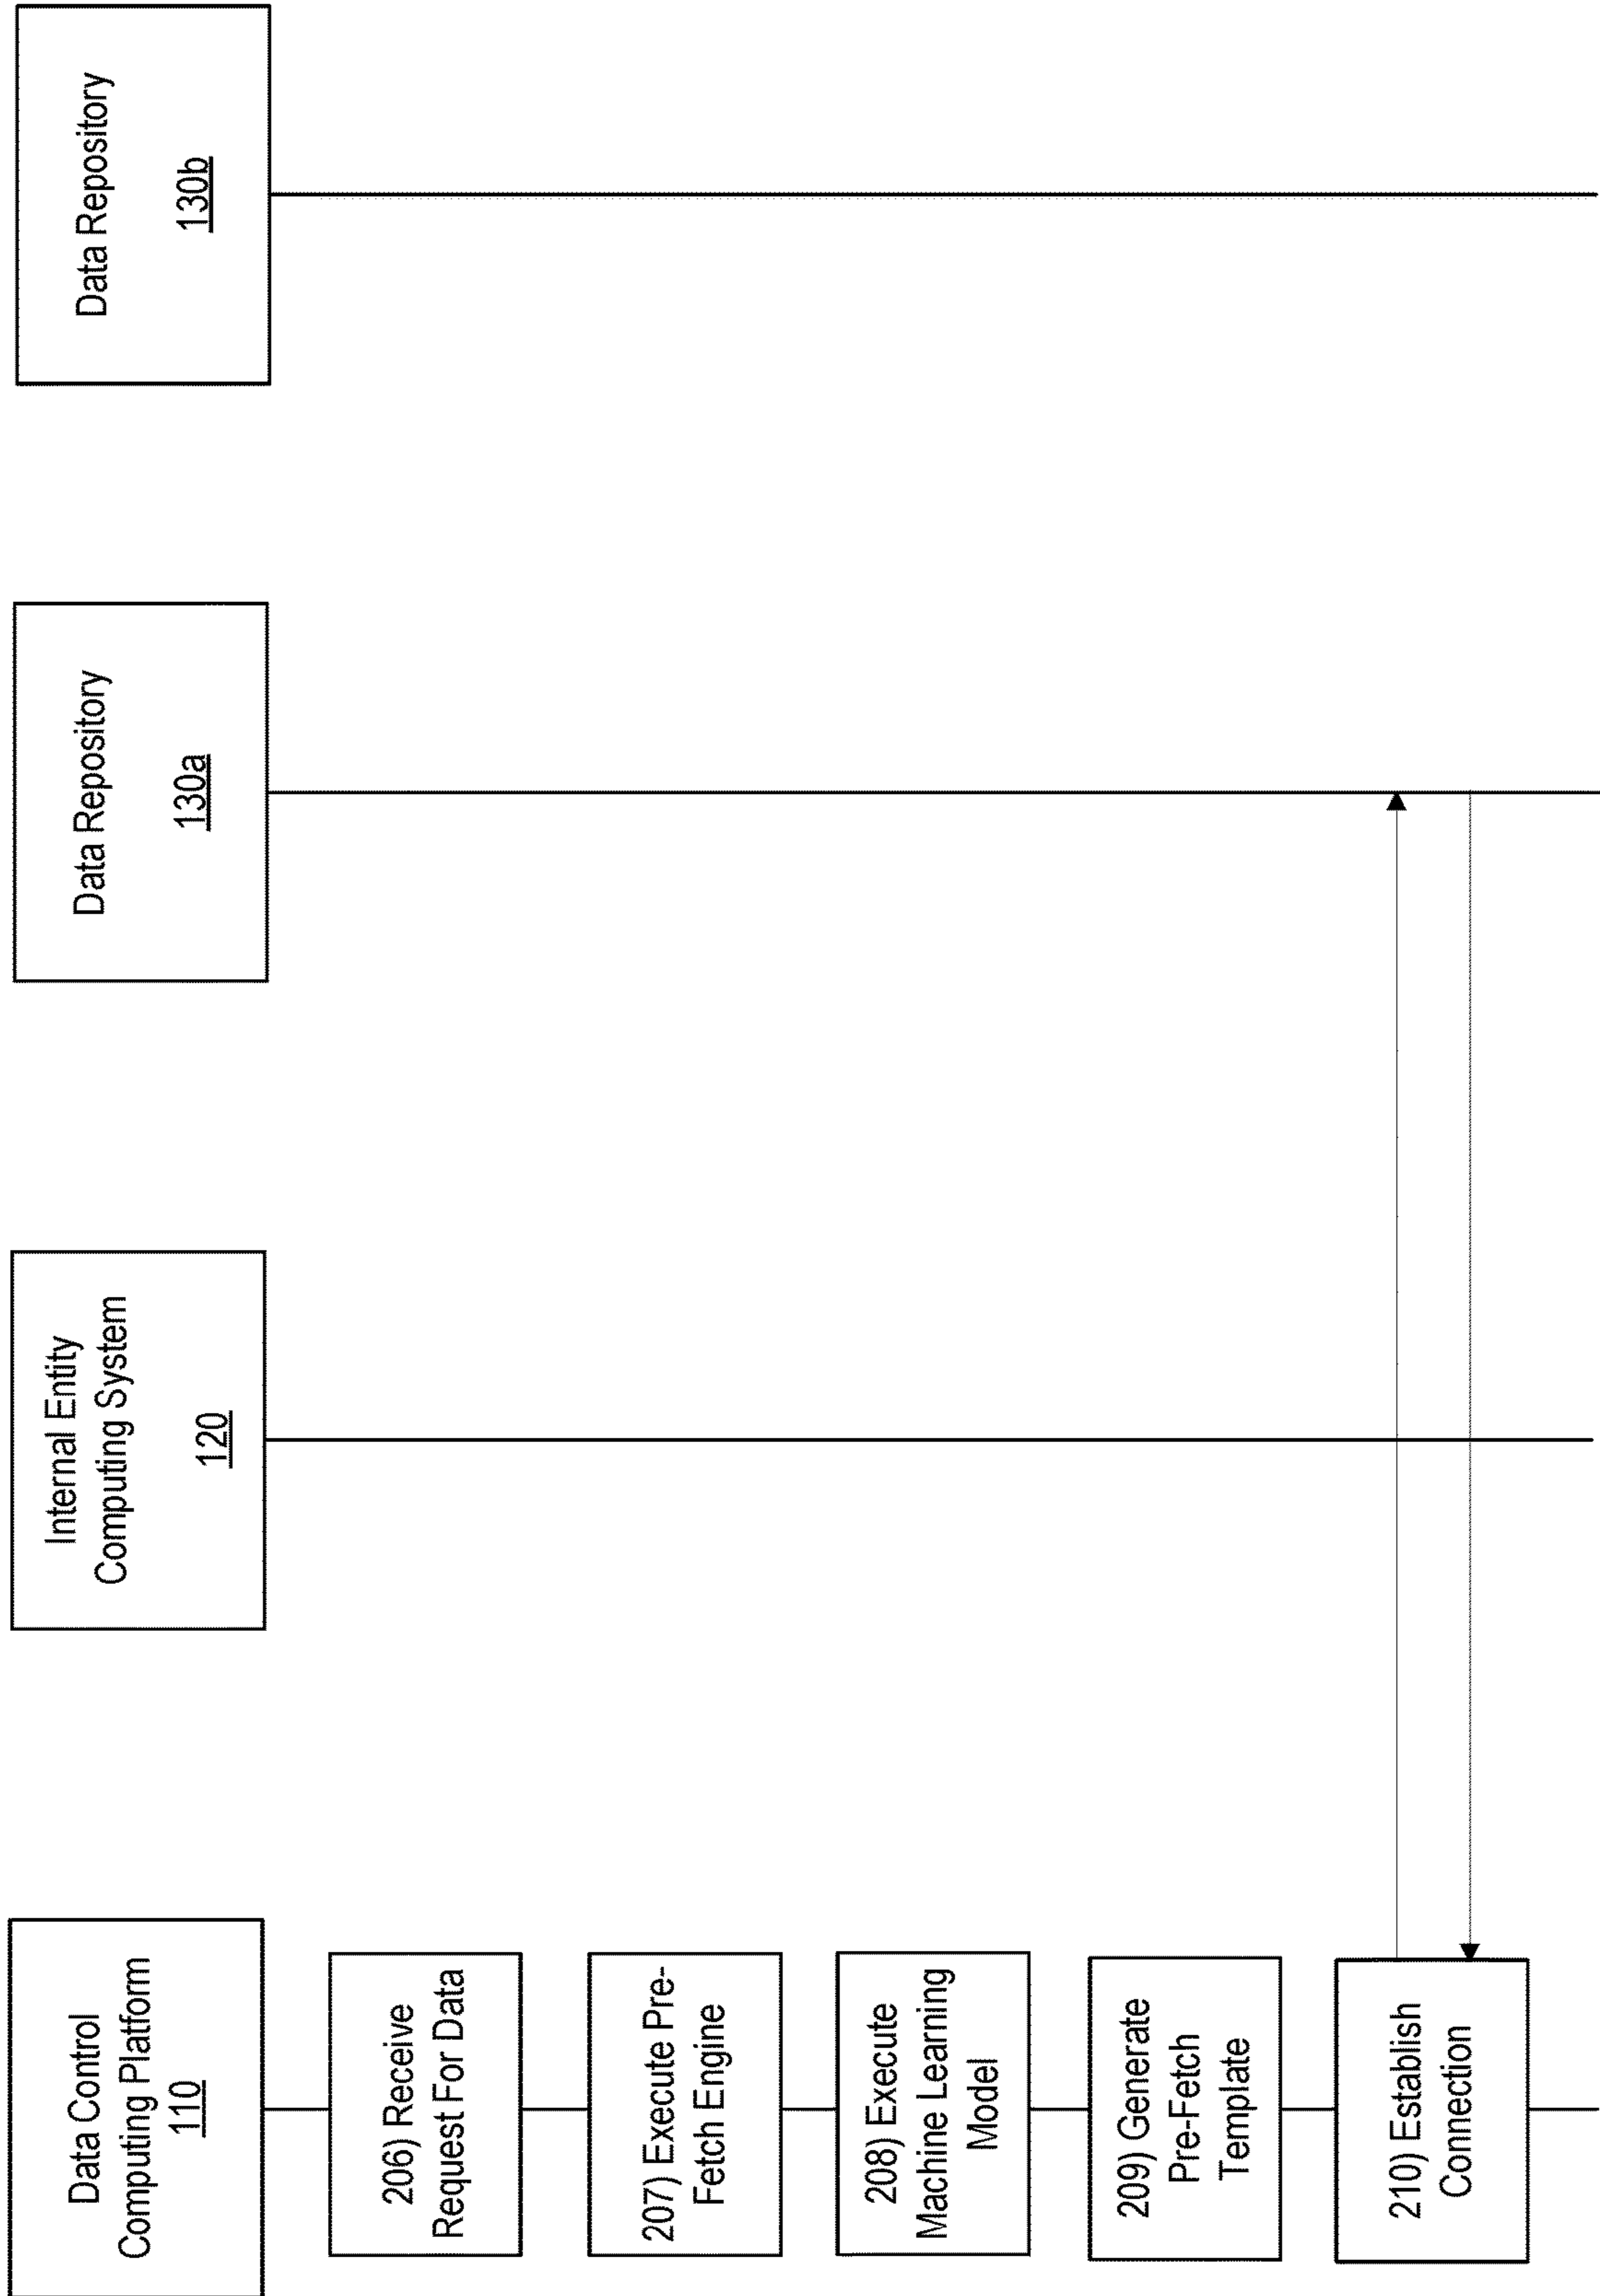 Data Control
Computing Platform
110
Internal Entity
Computing System
120
Data Repository
130a
Data Repository
130b
206) Receive
Request For Data
207) Execute Pre-
Fetch Engine
208) Execute
Machine Learning
Model
209) Generate
Pre-Fetch
Template
210) Establish
Connection